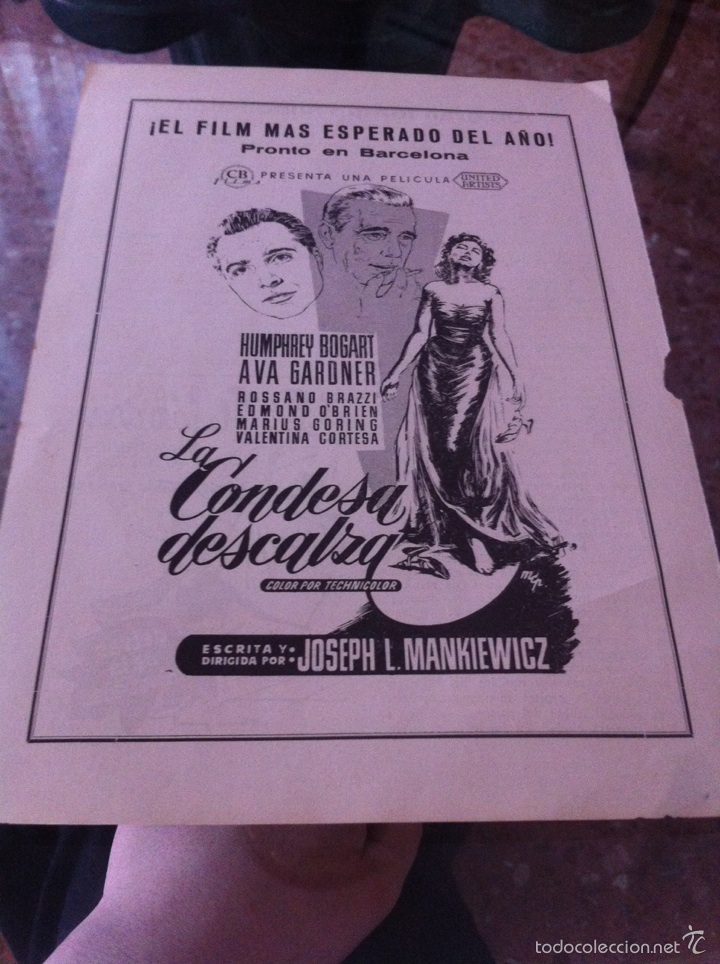 ¡EL FILM MAS ESPERADO DEL AÑO!
Pronto en Barcelona
CB films PRESENTA UNA PELICULA UNITED ARTISTS
HUMPHREY BOGART
AVA GARDNER
ROSSANO BRAZZI
EDMOND O'BRIEN
MARIUS GORING
VALENTINA CORTESA
La
Condesa
descalza
COLOR POR TECHNICOLOR
MCP
ESCRITA Y
DIRIGIDA POR: JOSEPH L. MANKIEWICZ
todocoleccion.net